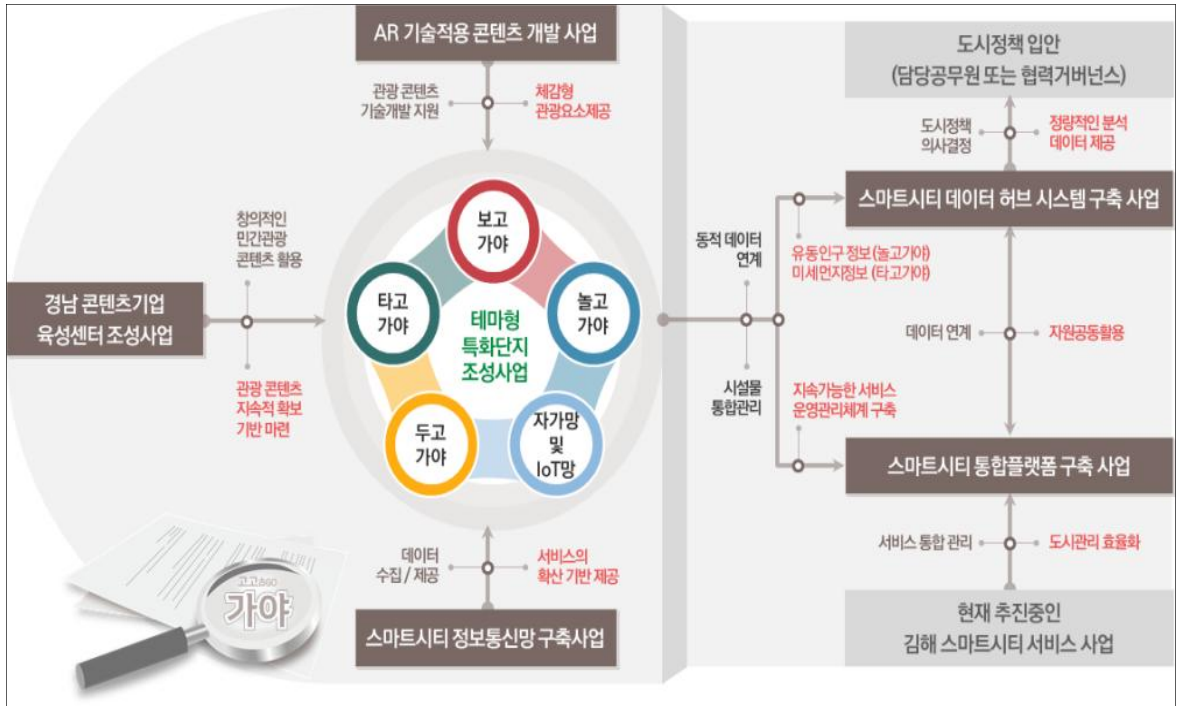 AR 기술적용 콘텐츠 개발 사업
관광 콘텐츠
기술개발 지원
체감형
관광요소제공
창의적인
민간관광
콘텐츠 활용
경남 콘텐츠기업
육성센터 조성사업
관광 콘텐츠
지속적 확보
기반 마련
보고
가야
타고
가야
놀고
가야
테마형
특화단지
조성사업
두고
가야
자가망
및
IoT망
데이터
수집 / 제공
서비스의
확산 기반 제공
스마트시티 정보통신망 구축사업
고고
가야
동적 데이터
연계
시설물
통합관리
도시정책 입안
(담당공무원 또는 협력거버넌스)
도시정책
의사결정
정량적인 분석
데이터 제공
스마트시티 데이터 허브 시스템 구축 사업
유동인구 정보 (놀고가야)
미세먼지정보 (타고가야)
데이터 연계
자원공동활용
지속가능한 서비스
운영관리체계 구축
스마트시티 통합플랫폼 구축 사업
서비스 통합 관리
도시관리 효율화
현재 추진중인
김해 스마트시티 서비스 사업